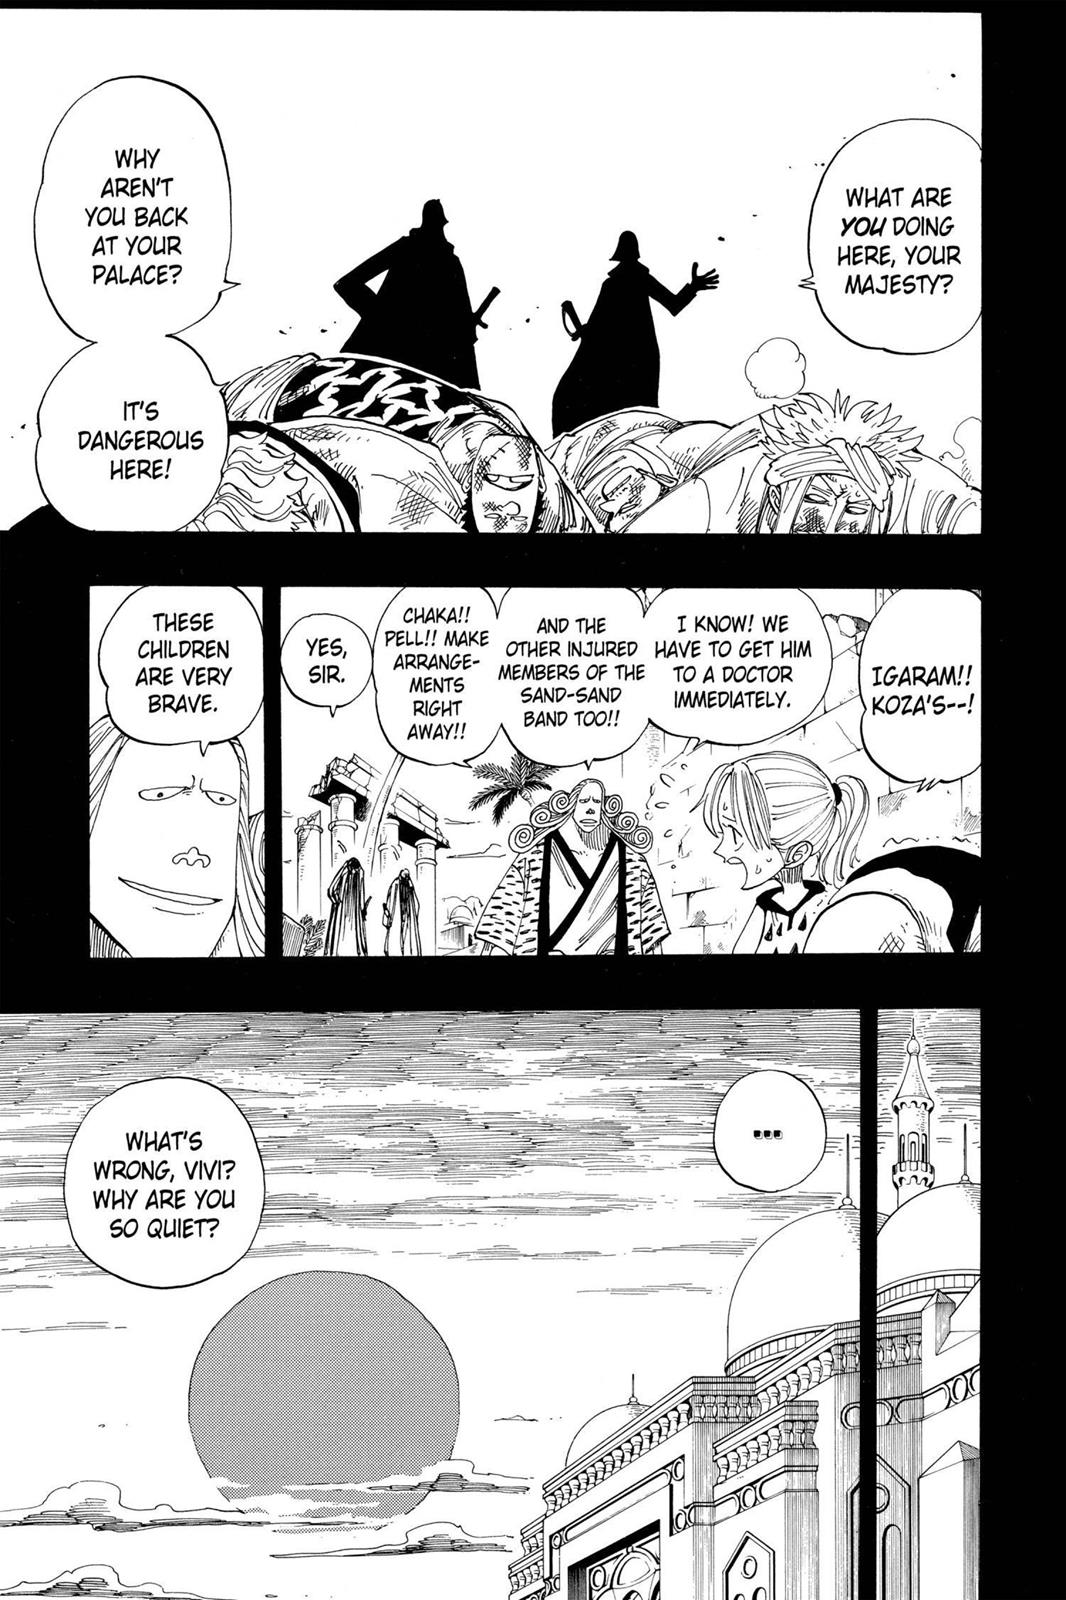 WHAT ARE
YOU DOING
HERE, YOUR
MAJESTY?
WHY
AREN'T
YOU BACK
AT YOUR
PALACE?
IT'S
DANGEROUS
HERE!
IGARAM!!
KOZA'S--!
I KNOW! WE
HAVE TO GET HIM
TO A DOCTOR
IMMEDIATELY.
AND THE
OTHER INJURED
MEMBERS OF THE
SAND-SAND
BAND TOO!!
CHAKA!!
PELL!! MAKE
ARRANGE-
MENTS
RIGHT
AWAY!!
YES,
SIR.
THESE
CHILDREN
ARE VERY
BRAVE.
...
WHAT'S
WRONG, VIVI?
WHY ARE YOU
SO QUIET?